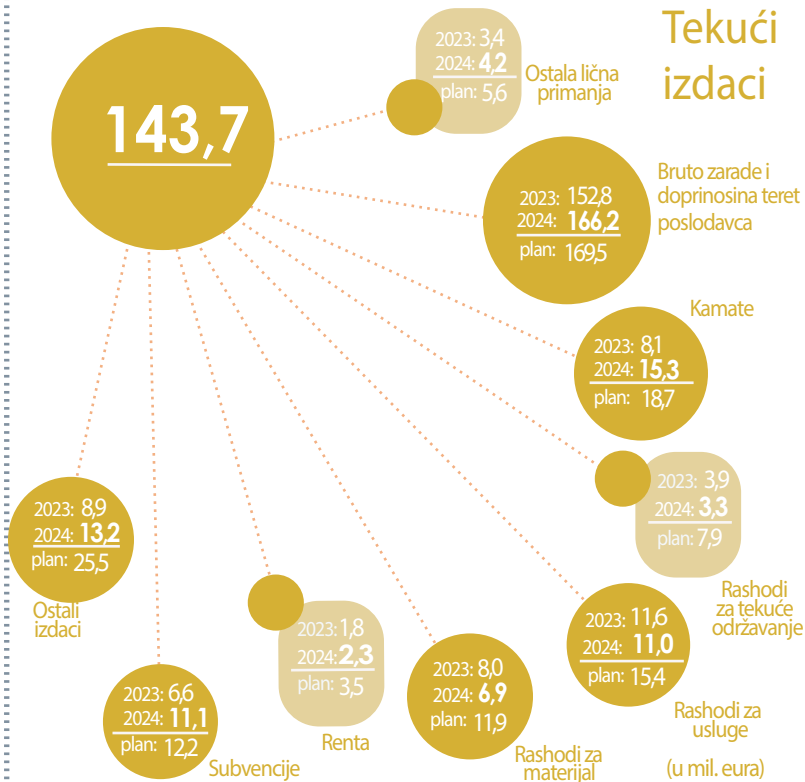 Tekući
izdaci
143,7
2023: 3,4
2024: 4,2
plan: 5,6
Ostala lična
primanja
Bruto zarade i
doprinosina teret
poslodavca
2023: 152,8
2024: 166,2
plan: 169,5
Kamate
2023: 8,1
2024: 15,3
plan: 18,7
2023: 3,9
2024: 3,3
plan: 7,9
Rashodi
za tekuće
održavanje
2023: 11,6
2024: 11,0
plan: 15,4
Rashodi za
usluge
2023: 8,0
2024: 6,9
plan: 11,9
Rashodi za
materijal
2023: 1,8
2024: 2,3
plan: 3,5
Renta
2023: 6,6
2024: 11,1
plan: 12,2
Subvencije
2023: 8,9
2024: 13,2
plan: 25,5
Ostali
izdaci
(u mil. eura)